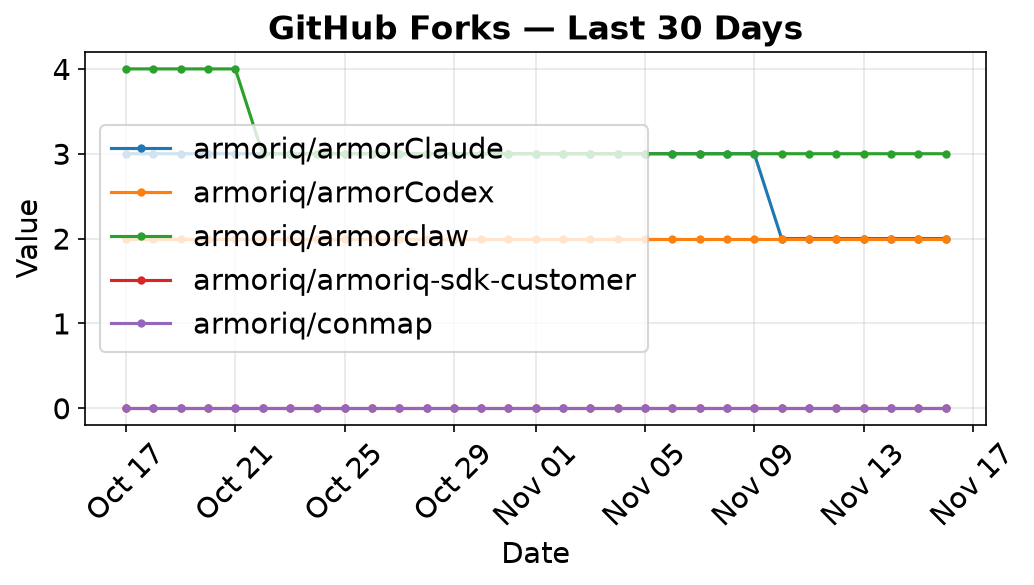 GitHub Forks — Last 30 Days
4
3
2
1
0
Value
armoriq/armorClaude
armoriq/armorCodex
armoriq/armorclaw
armoriq/armoriq-sdk-customer
armoriq/conmap
Oct 17
Oct 21
Oct 25
Oct 29
Nov 01
Nov 05
Nov 09
Nov 13
Nov 17
Date